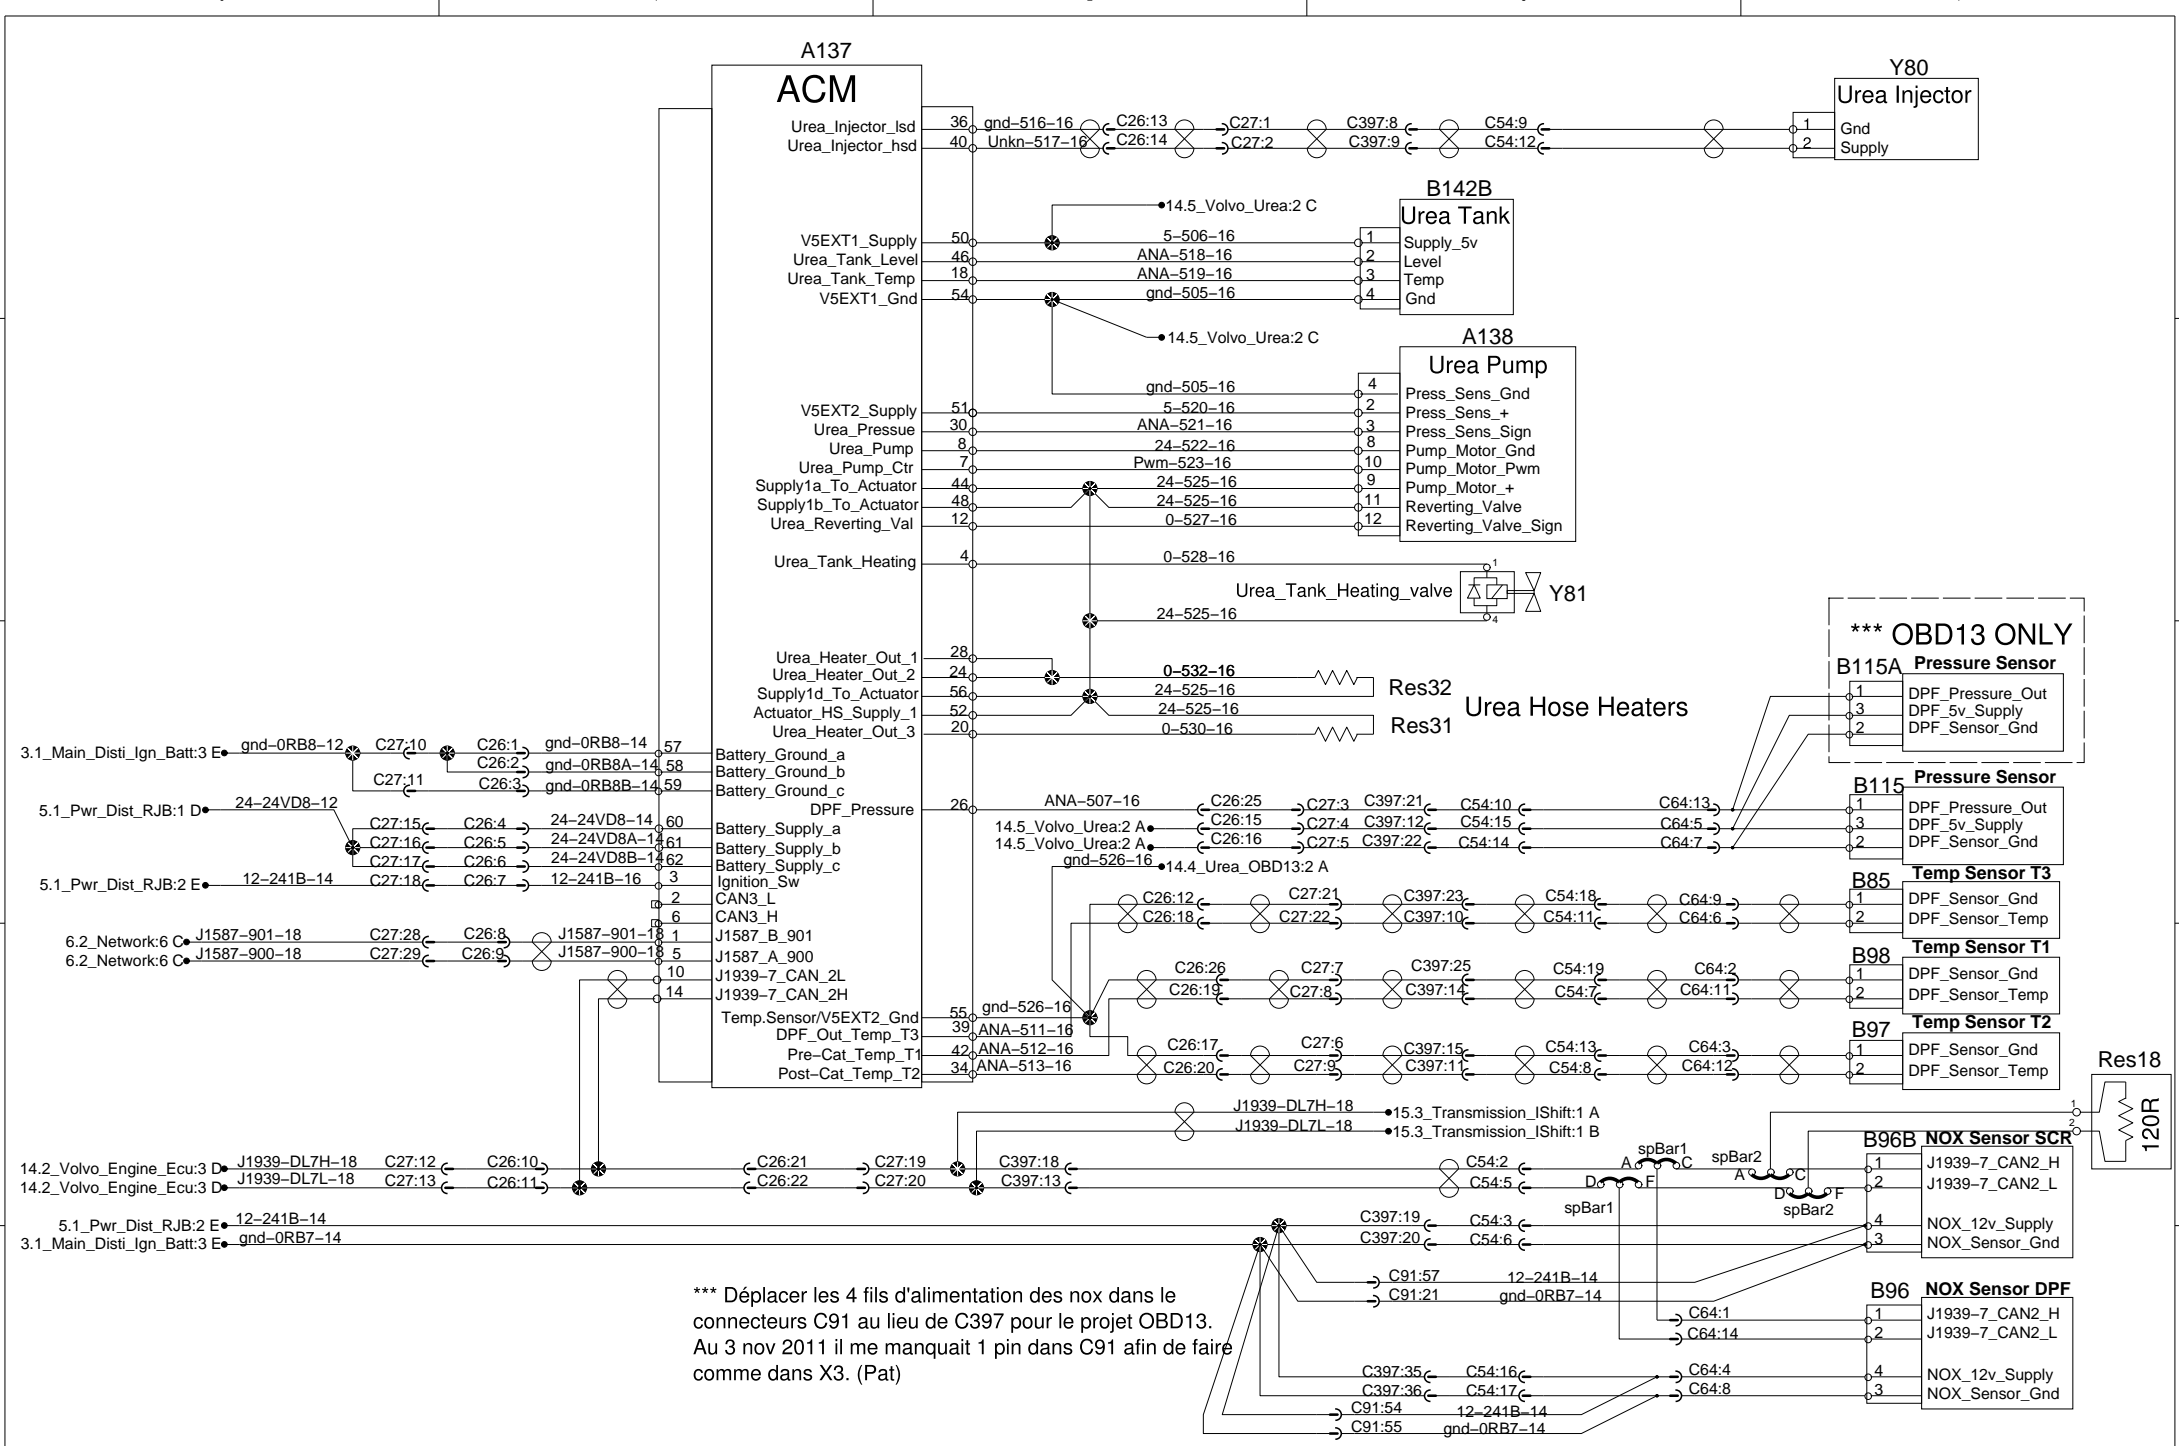 A137
ACM
Y80
Urea Injector
Urea_Injector_lsd 36 gnd-516-16 C26:13 C27:1 C397:8 C54:9 1 Gnd
Urea_Injector_hsd 40 Unkn-517-16 C26:14 C27:2 C397:9 C54:12 2 Supply
B142B
Urea Tank
14.5_Volvo_Urea:2 C
V5EXT1_Supply 50 5-506-16 1 Supply_5v
Urea_Tank_Level 46 ANA-518-16 2 Level
Urea_Tank_Temp 18 ANA-519-16 3 Temp
V5EXT1_Gnd 54 gnd-505-16 4 Gnd
14.5_Volvo_Urea:2 C
A138
Urea Pump
gnd-505-16 4 Press_Sens_Gnd
V5EXT2_Supply 51 5-520-16 2 Press_Sens_+
Urea_Pressue 30 ANA-521-16 3 Press_Sens_Sign
Urea_Pump 8 24-522-16 8 Pump_Motor_Gnd
Urea_Pump_Ctr 7 Pwm-523-16 10 Pump_Motor_Pwm
Supply1a_To_Actuator 44 24-525-16 9 Pump_Motor_+
Supply1b_To_Actuator 48 24-525-16 11 Reverting_Valve
Urea_Reverting_Val 12 0-527-16 12 Reverting_Valve_Sign
Urea_Tank_Heating 4 0-528-16 1
Urea_Tank_Heating_valve Y81
24-525-16 4
*** OBD13 ONLY
B115A Pressure Sensor
1 DPF_Pressure_Out
3 DPF_5v_Supply
2 DPF_Sensor_Gnd
Urea_Heater_Out_1 28
Urea_Heater_Out_2 24 0-532-16
Supply1d_To_Actuator 56 24-525-16 Res32
Urea Hose Heaters
Actuator_HS_Supply_1 52 24-525-16
Urea_Heater_Out_3 20 0-530-16 Res31
3.1_Main_Disti_Ign_Batt:3 E gnd-0RB8-12 C27:10 C26:1 gnd-0RB8-14 57 Battery_Ground_a
C26:2 gnd-0RB8A-14 58 Battery_Ground_b
C27:11 C26:3 gnd-0RB8B-14 59 Battery_Ground_c
B115 Pressure Sensor
DPF_Pressure 26 ANA-507-16 C26:25 C27:3 C397:21 C54:10 C64:13 1 DPF_Pressure_Out
14.5_Volvo_Urea:2 A C26:15 C27:4 C397:12 C54:15 C64:5 3 DPF_5v_Supply
14.5_Volvo_Urea:2 A C26:16 C27:5 C397:22 C54:14 C64:7 2 DPF_Sensor_Gnd
5.1_Pwr_Dist_RJB:1 D 24-24VD8-12
C27:15 C26:4 24-24VD8-14 60 Battery_Supply_a
C27:16 C26:5 24-24VD8A-14 61 Battery_Supply_b
C27:17 C26:6 24-24VD8B-14 62 Battery_Supply_c
5.1_Pwr_Dist_RJB:2 E 12-241B-14 C27:18 C26:7 12-241B-16 3 Ignition_Sw
2 CAN3_L
6 CAN3_H
6.2_Network:6 C J1587-901-18 C27:28 C26:8 J1587-901-18 1 J1587_B_901
6.2_Network:6 C J1587-900-18 C27:29 C26:9 J1587-900-18 5 J1587_A_900
10 J1939-7_CAN_2L
14 J1939-7_CAN_2H
gnd-526-16 14.4_Urea_OBD13:2 A
B85 Temp Sensor T3
C26:12 C27:21 C397:23 C54:18 C64:9 1 DPF_Sensor_Gnd
C26:18 C27:22 C397:10 C54:11 C64:6 2 DPF_Sensor_Temp
B98 Temp Sensor T1
C26:26 C27:7 C397:25 C54:19 C64:2 1 DPF_Sensor_Gnd
C26:19 C27:8 C397:14 C54:7 C64:11 2 DPF_Sensor_Temp
Temp.Sensor/V5EXT2_Gnd 55 gnd-526-16
DPF_Out_Temp_T3 39 ANA-511-16
Pre-Cat_Temp_T1 42 ANA-512-16
Post-Cat_Temp_T2 34 ANA-513-16
B97 Temp Sensor T2
C26:17 C27:6 C397:15 C54:13 C64:3 1 DPF_Sensor_Gnd
C26:20 C27:9 C397:11 C54:8 C64:12 2 DPF_Sensor_Temp
Res18
1
2
120R
J1939-DL7H-18 15.3_Transmission_IShift:1 A
J1939-DL7L-18 15.3_Transmission_IShift:1 B
B96B NOX Sensor SCR
spBar1 A C
spBar2 A C
D F spBar1
D F spBar2
14.2_Volvo_Engine_Ecu:3 D J1939-DL7H-18 C27:12 C26:10 C26:21 C27:19 C397:18 C54:2 1 J1939-7_CAN2_H
14.2_Volvo_Engine_Ecu:3 D J1939-DL7L-18 C27:13 C26:11 C26:22 C27:20 C397:13 C54:5 2 J1939-7_CAN2_L
5.1_Pwr_Dist_RJB:2 E 12-241B-14 C397:19 C54:3 4 NOX_12v_Supply
3.1_Main_Disti_Ign_Batt:3 E gnd-0RB7-14 C397:20 C54:6 3 NOX_Sensor_Gnd
C91:57 12-241B-14
C91:21 gnd-0RB7-14
B96 NOX Sensor DPF
C64:1 1 J1939-7_CAN2_H
C64:14 2 J1939-7_CAN2_L
C397:35 C54:16 C64:4 4 NOX_12v_Supply
C397:36 C54:17 C64:8 3 NOX_Sensor_Gnd
C91:54 12-241B-14
C91:55 gnd-0RB7-14
*** Déplacer les 4 fils d'alimentation des nox dans le
connecteurs C91 au lieu de C397 pour le projet OBD13.
Au 3 nov 2011 il me manquait 1 pin dans C91 afin de faire
comme dans X3. (Pat)